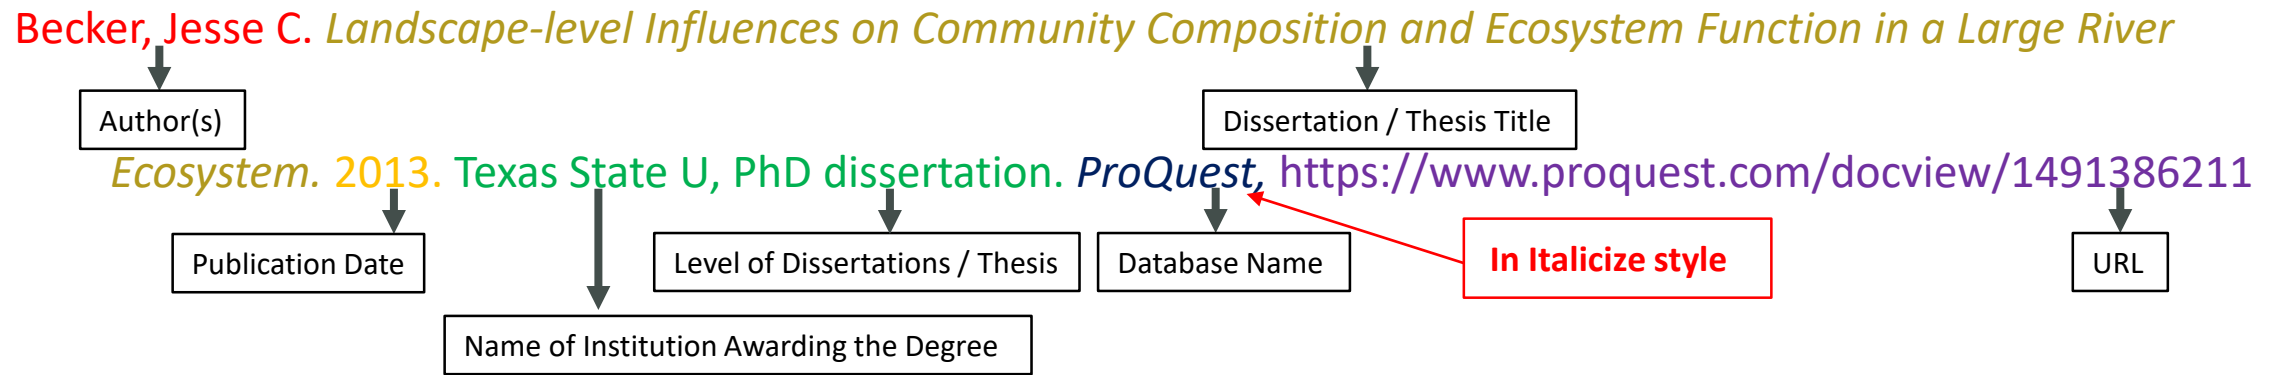 Becker, Jesse C. Landscape-level Influences on Community Composition and Ecosystem Function in a Large River
Author(s)
Dissertation / Thesis Title
Ecosystem. 2013. Texas State U, PhD dissertation. ProQuest, https://www.proquest.com/docview/1491386211
Publication Date
Level of Dissertations / Thesis
Database Name
In Italicize style
URL
Name of Institution Awarding the Degree